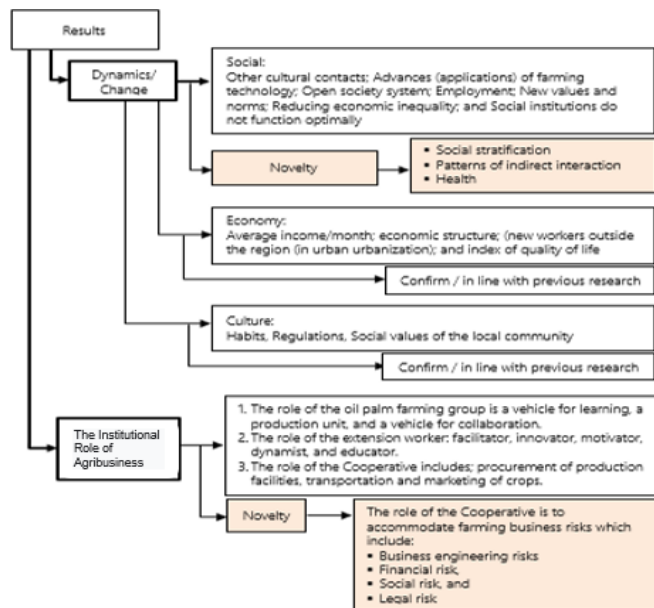 Results
Dynamics/
Change
Social:
Other cultural contacts; Advances (applications) of farming
technology; Open society system; Employment; New values and
norms; Reducing economic inequality; and Social institutions do
not function optimally
Novelty
▪ Social stratification
▪ Patterns of indirect interaction
▪ Health
Economy:
Average income/month; economic structure; (new workers outside
the region (in urban urbanization); and index of quality of life
Confirm / in line with previous research
Culture:
Habits, Regulations, Social values of the local community
Confirm / in line with previous research
The Institutional
Role of
Agribusiness
1. The role of the oil palm farming group is a vehicle for learning, a
production unit, and a vehicle for collaboration.
2. The role of the extension worker: facilitator, innovator, motivator,
dynamist, and educator.
3. The role of the Cooperative includes; procurement of production
facilities, transportation and marketing of crops.
Novelty
The role of the Cooperative is to
accommodate farming business risks which
include:
▪ Business engineering risks
▪ Financial risk,
▪ Social risk, and
▪ Legal risk